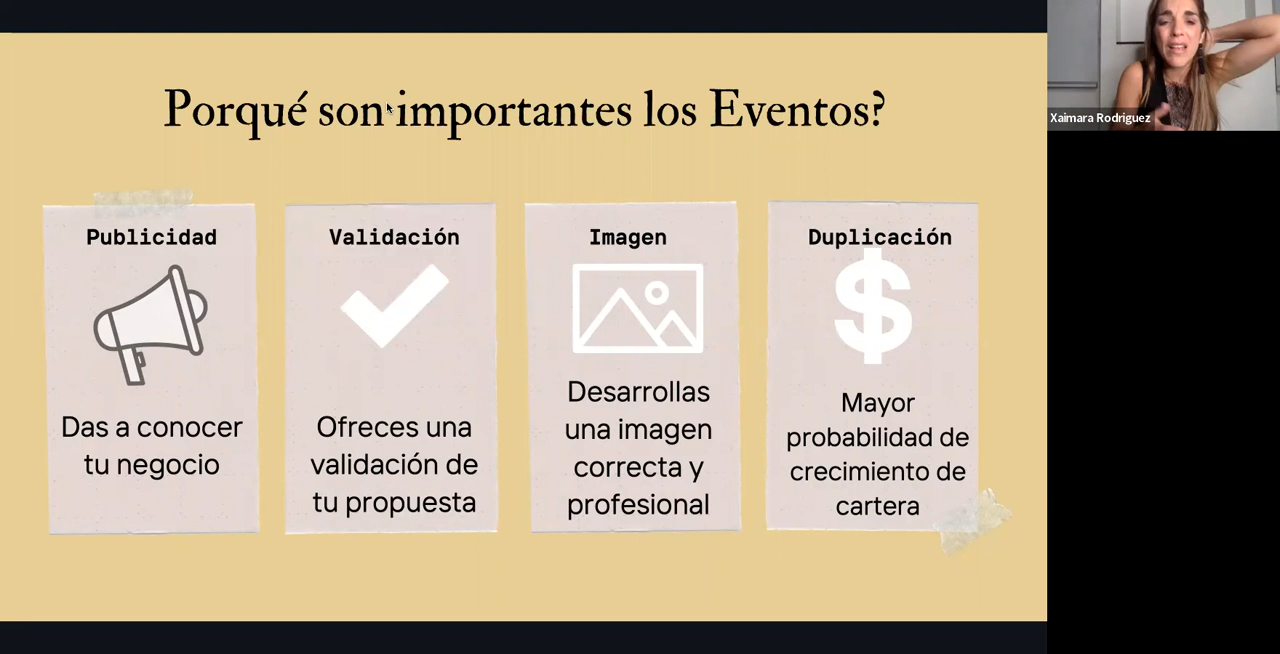 Porqué son importantes los Eventos?
Publicidad
Das a conocer
tu negocio
Validación
Ofreces una
validación de
tu propuesta
Imagen
Desarrollas
una imagen
correcta y
profesional
Duplicación
$
Mayor
probabilidad de
crecimiento de
cartera
Xaimara Rodriguez